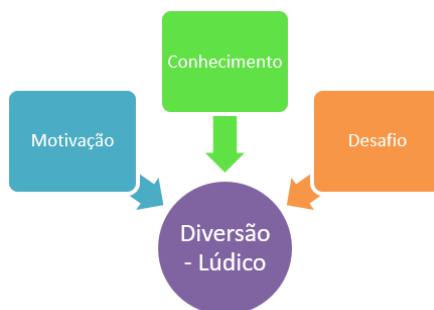 Conhecimento
Motivação
Desafio
Diversão
- Lúdico